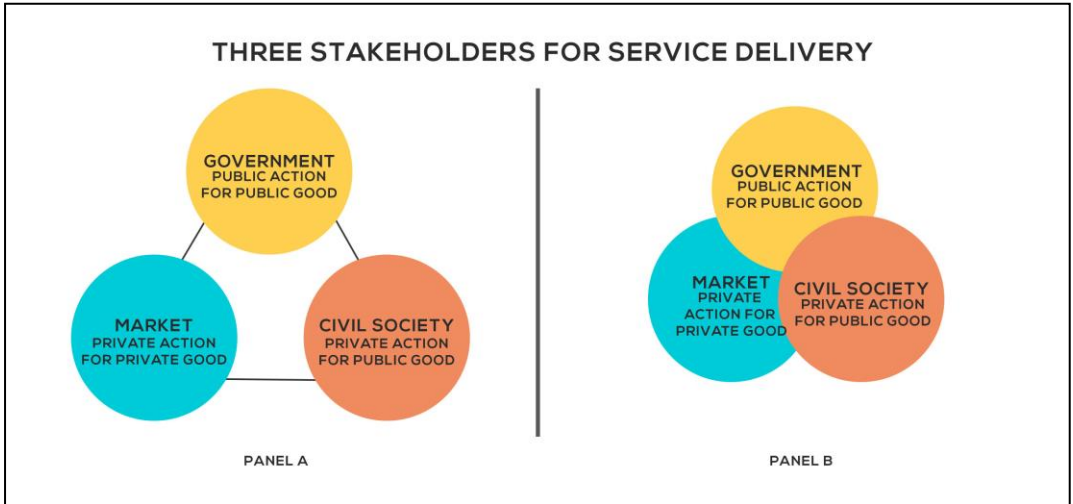 THREE STAKEHOLDERS FOR SERVICE DELIVERY
GOVERNMENT
PUBLIC ACTION
FOR PUBLIC GOOD
MARKET
PRIVATE ACTION
FOR PRIVATE GOOD
CIVIL SOCIETY
PRIVATE ACTION
FOR PUBLIC GOOD
PANEL A
GOVERNMENT
PUBLIC ACTION
FOR PUBLIC GOOD
MARKET
PRIVATE
ACTION FOR
PRIVATE GOOD
CIVIL SOCIETY
PRIVATE ACTION
FOR PUBLIC GOOD
PANEL B